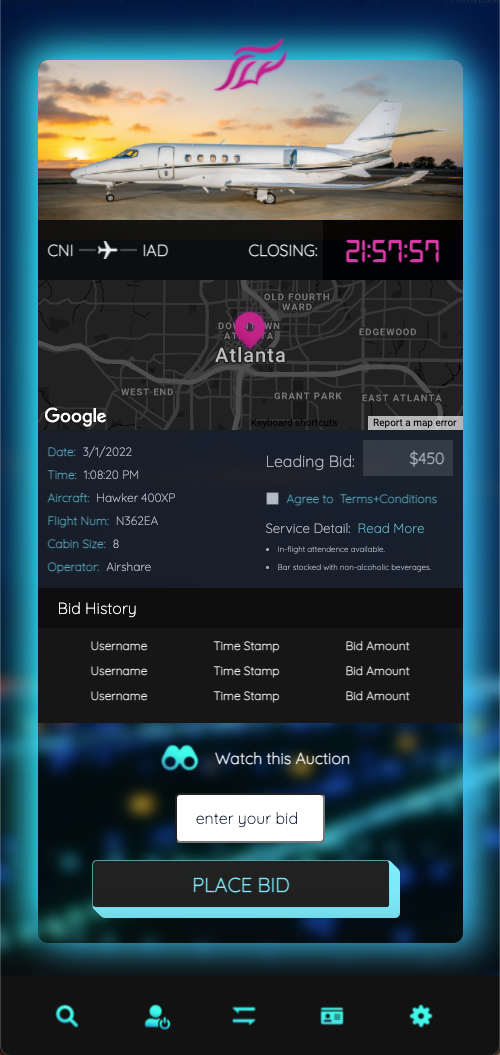 CNI IAD CLOSING: 21:57:57
OLD FOURTH
WARD
DOWNTOWN
ATLANTA
EDGEWOOD
Atlanta
WEST END
GRANT PARK
EAST ATLANTA
Google
Keyboard shortcuts
Report a map error
Date: 3/1/2022
Time: 1:08:20 PM
Aircraft: Hawker 400XP
Flight Num: N362EA
Cabin Size: 8
Operator: Airshare
Leading Bid: $450
Agree to Terms+Conditions
Service Detail: Read More
In-flight attendence available.
Bar stocked with non-alcoholic beverages.
Bid History
Username Time Stamp Bid Amount
Username Time Stamp Bid Amount
Username Time Stamp Bid Amount
Watch this Auction
enter your bid
PLACE BID